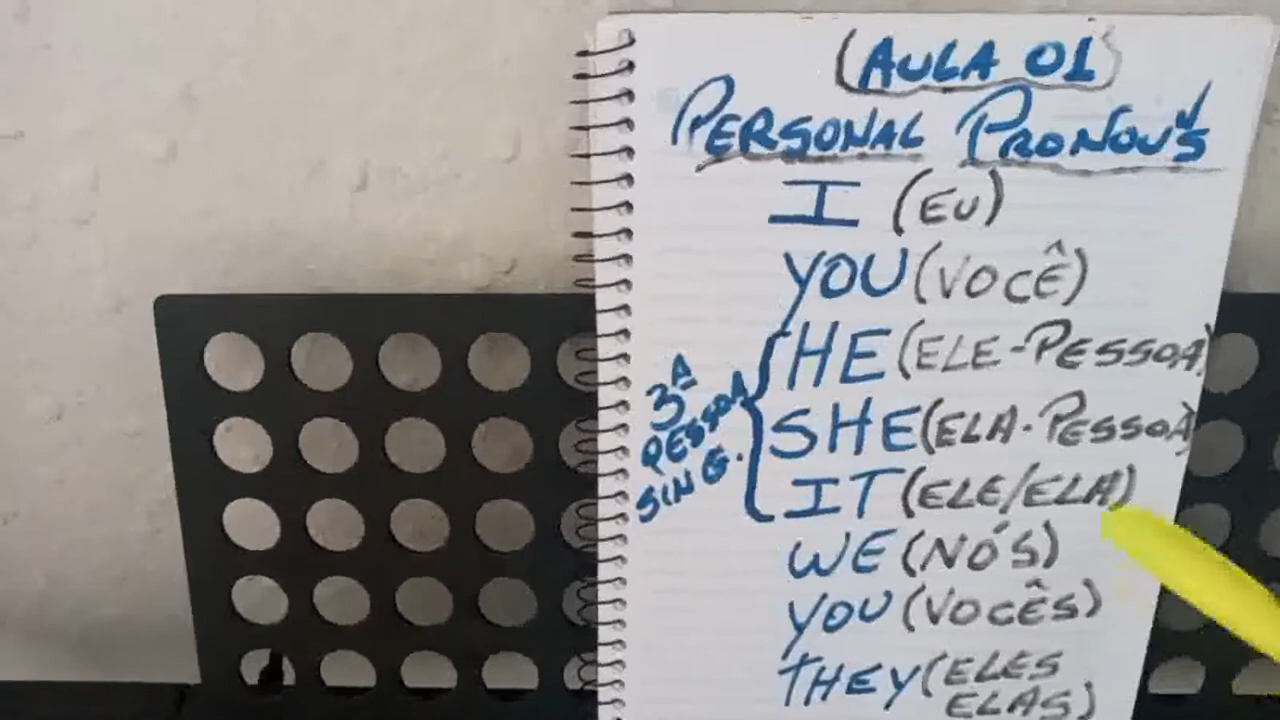 (AULA 01)
PERSONAL PRONOUNS
I (EU)
YOU (VOCÊ)
HE (ELE-PESSOA)
SHE (ELA-PESSOA)
IT (ELE/ELA)
3ª PESSOA SING.
WE (NÓS)
YOU (VOCÊS)
THEY (ELES
ELAS)